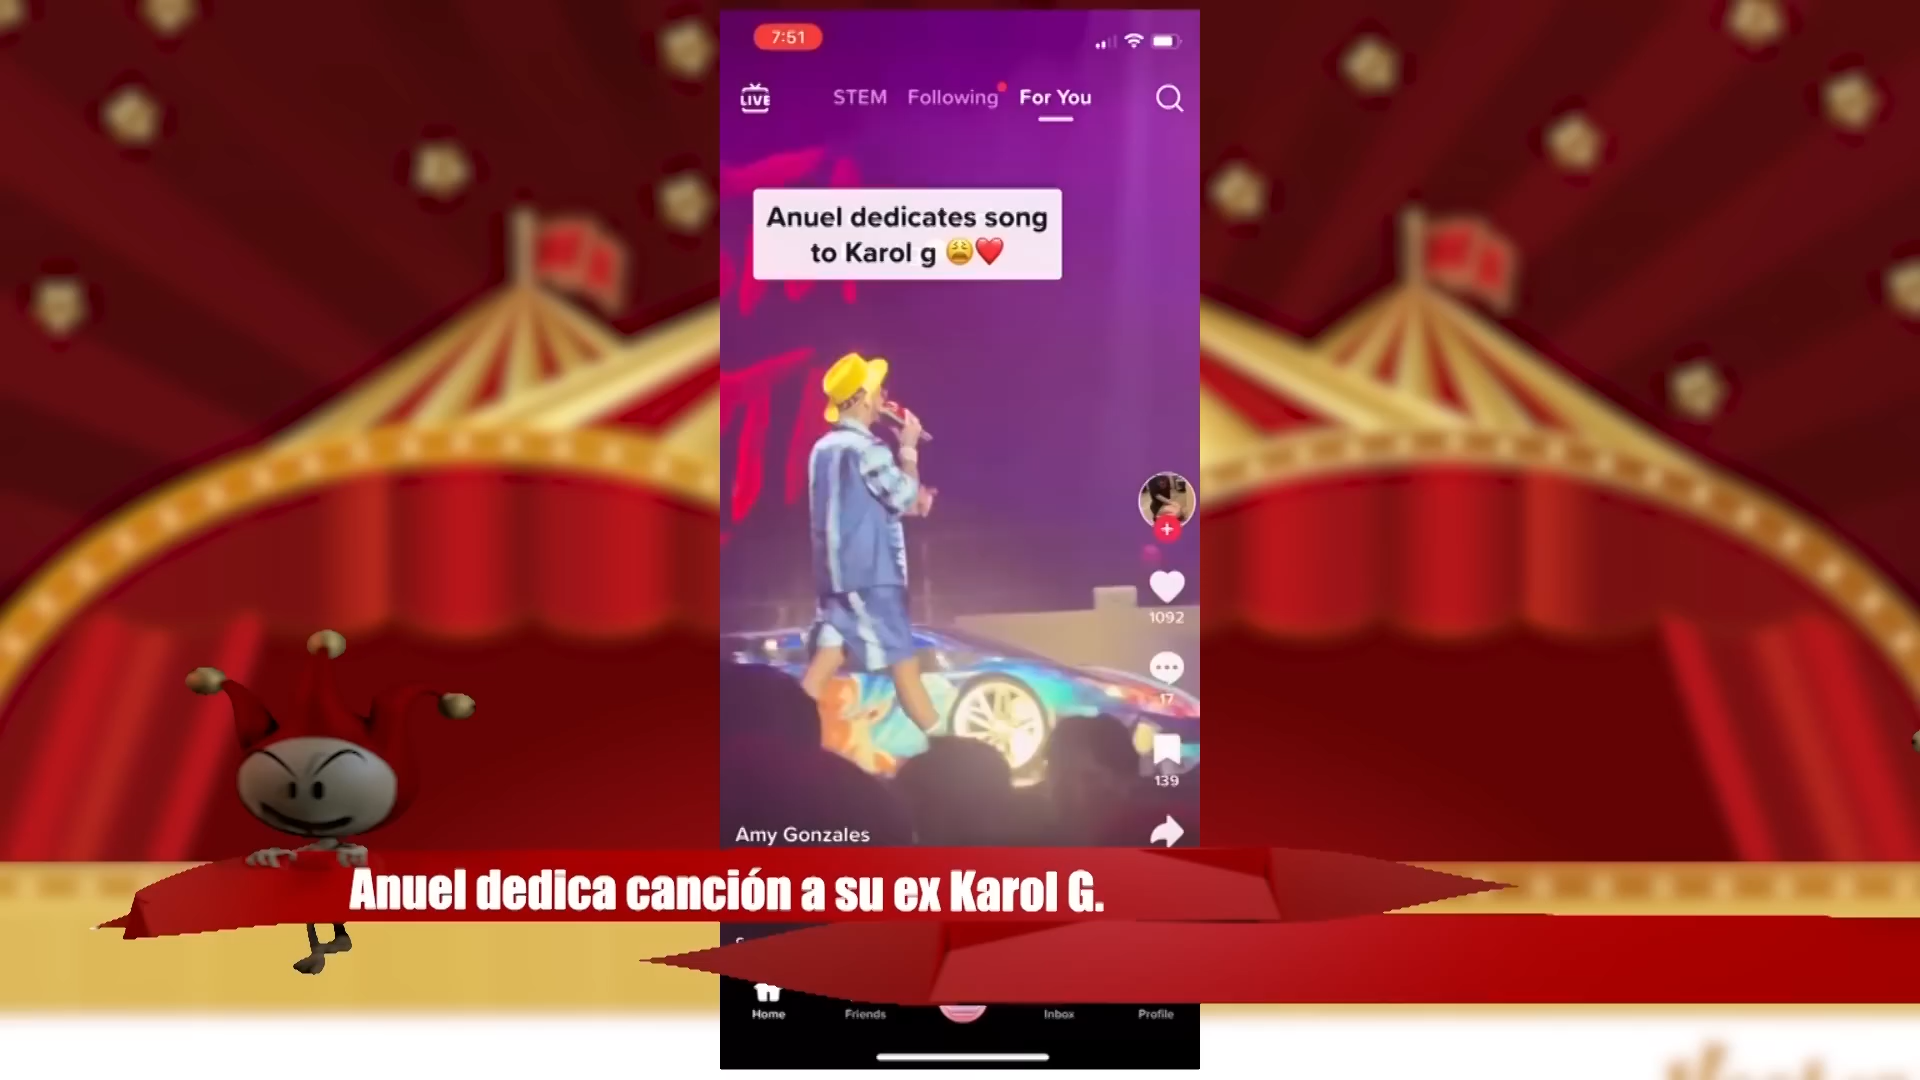 7:51
LIVE
STEM Following For You
Anuel dedicates song
to Karol g 😩❤️
1092
17
139
Amy Gonzales
Anuel dedica canción a su ex Karol G.
Home Friends Inbox Profile